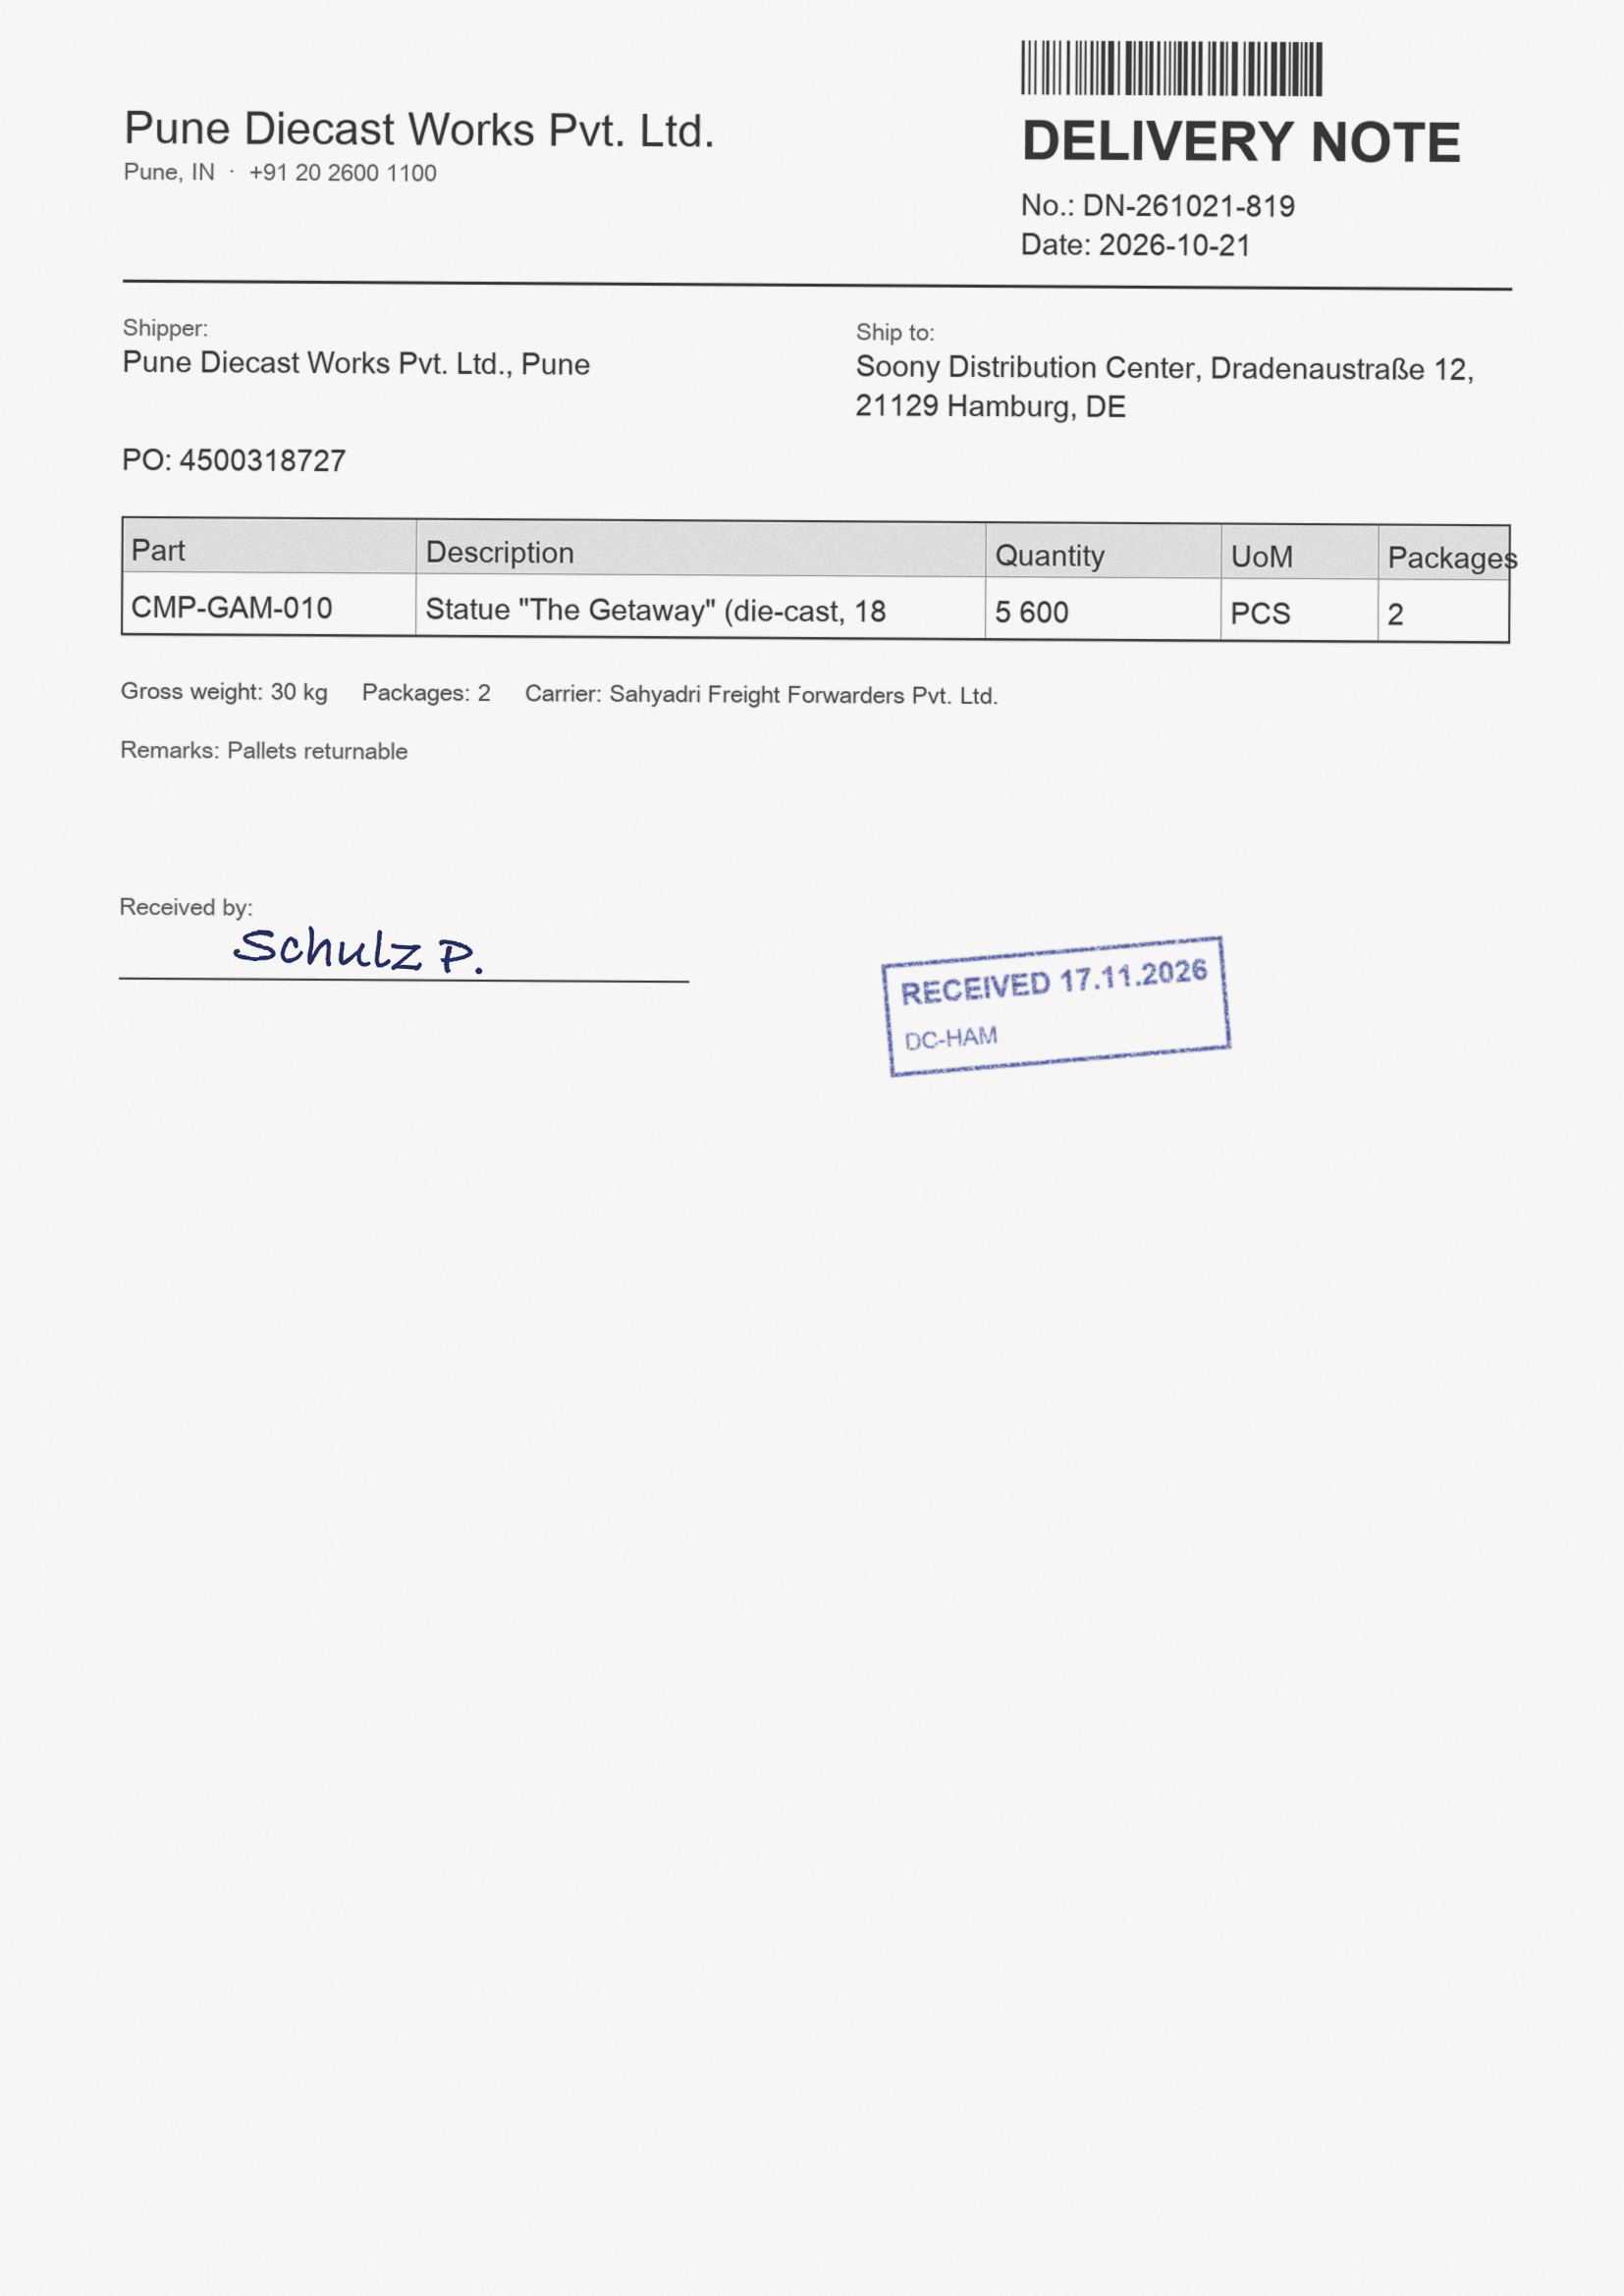 Pune Diecast Works Pvt. Ltd.
Pune, IN · +91 20 2600 1100
DELIVERY NOTE
No.: DN-261021-819
Date: 2026-10-21
Shipper:
Pune Diecast Works Pvt. Ltd., Pune
Ship to:
Soony Distribution Center, Dradenaustraße 12,
21129 Hamburg, DE
PO: 4500318727
Part Description Quantity UoM Packages
CMP-GAM-010 Statue "The Getaway" (die-cast, 18 5 600 PCS 2
Gross weight: 30 kg Packages: 2 Carrier: Sahyadri Freight Forwarders Pvt. Ltd.
Remarks: Pallets returnable
Received by:
Schulz P.
RECEIVED 17.11.2026
DC-HAM